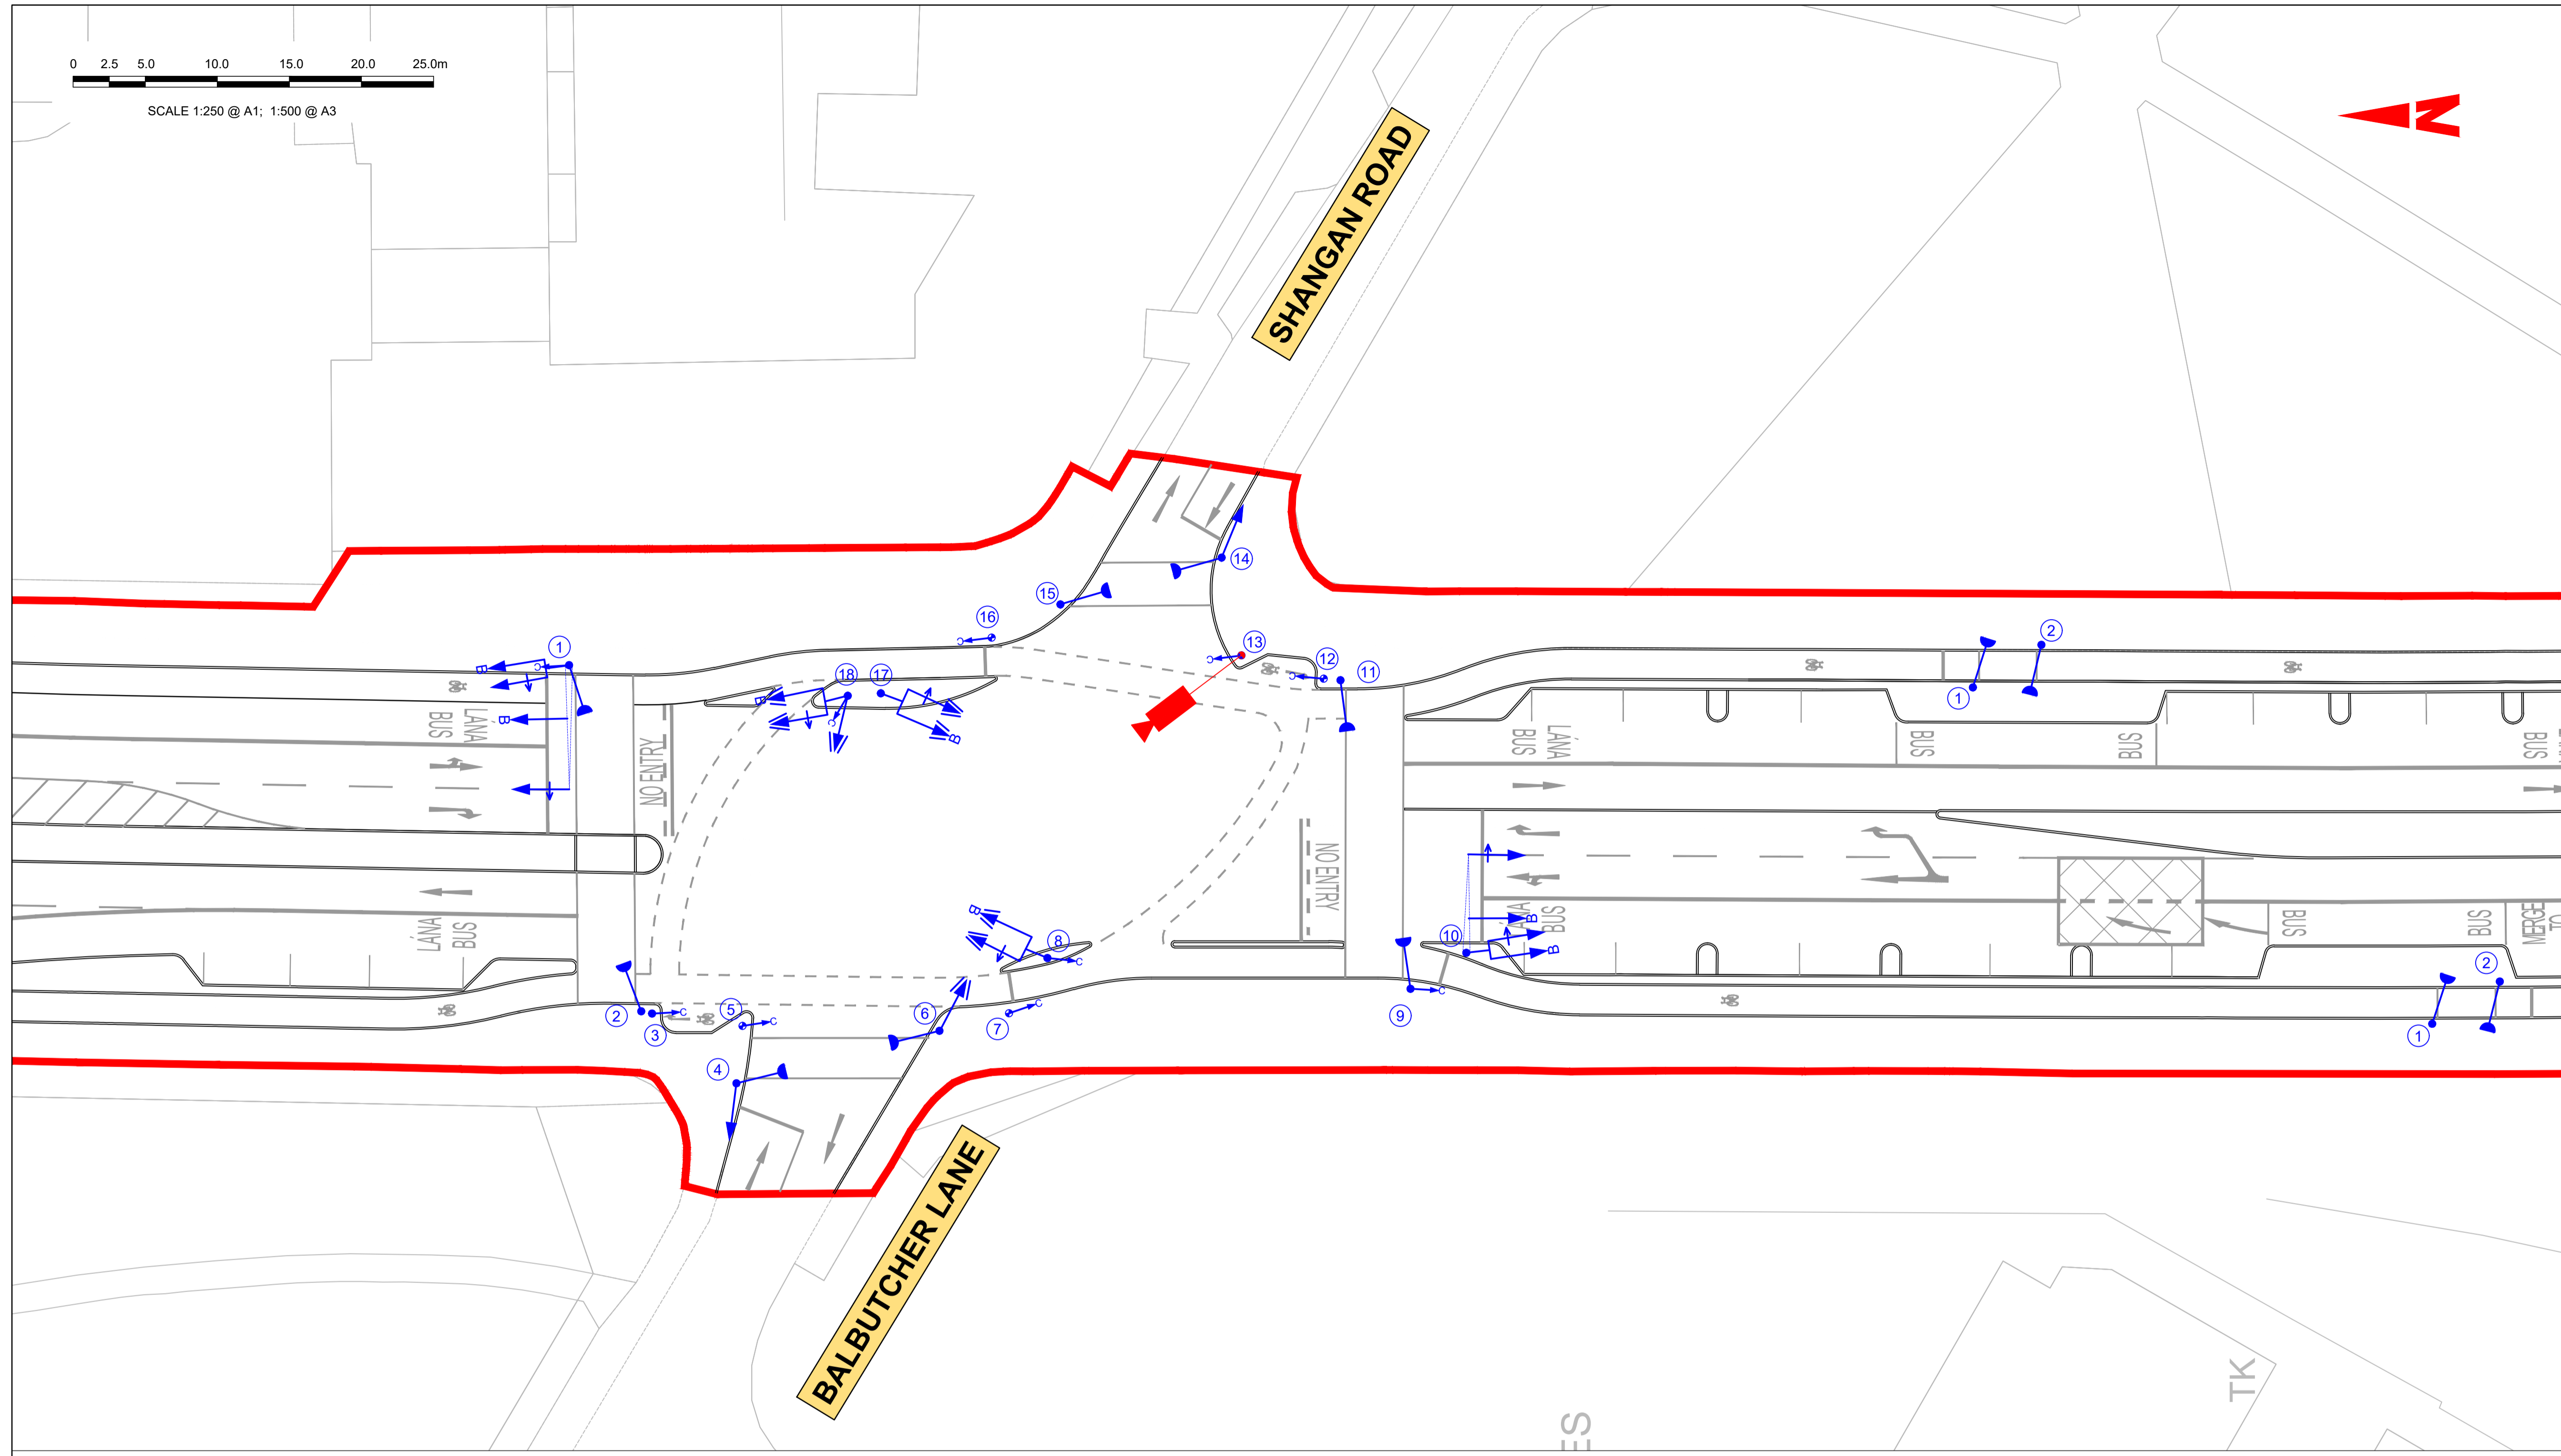 0 2.5 5.0 10.0 15.0 20.0 25.0m
SCALE 1:250 @ A1; 1:500 @ A3
N
SHANGAN ROAD
14
15
16
13
1
12
11
18
17
2
1
B
C
B
C
C
C
B
C
B
LÁNA
BUS
NO ENTRY
LÁNA
BUS
BUS
BUS
BUS
B
NO ENTRY
LÁNA
BUS
B
8
C
10
BUS
B
B
BUS
BUS
MERGE
TO
2
2
3
C
5
C
6
7
C
9
C
1
4
BALBUTCHER LANE
TK
ES